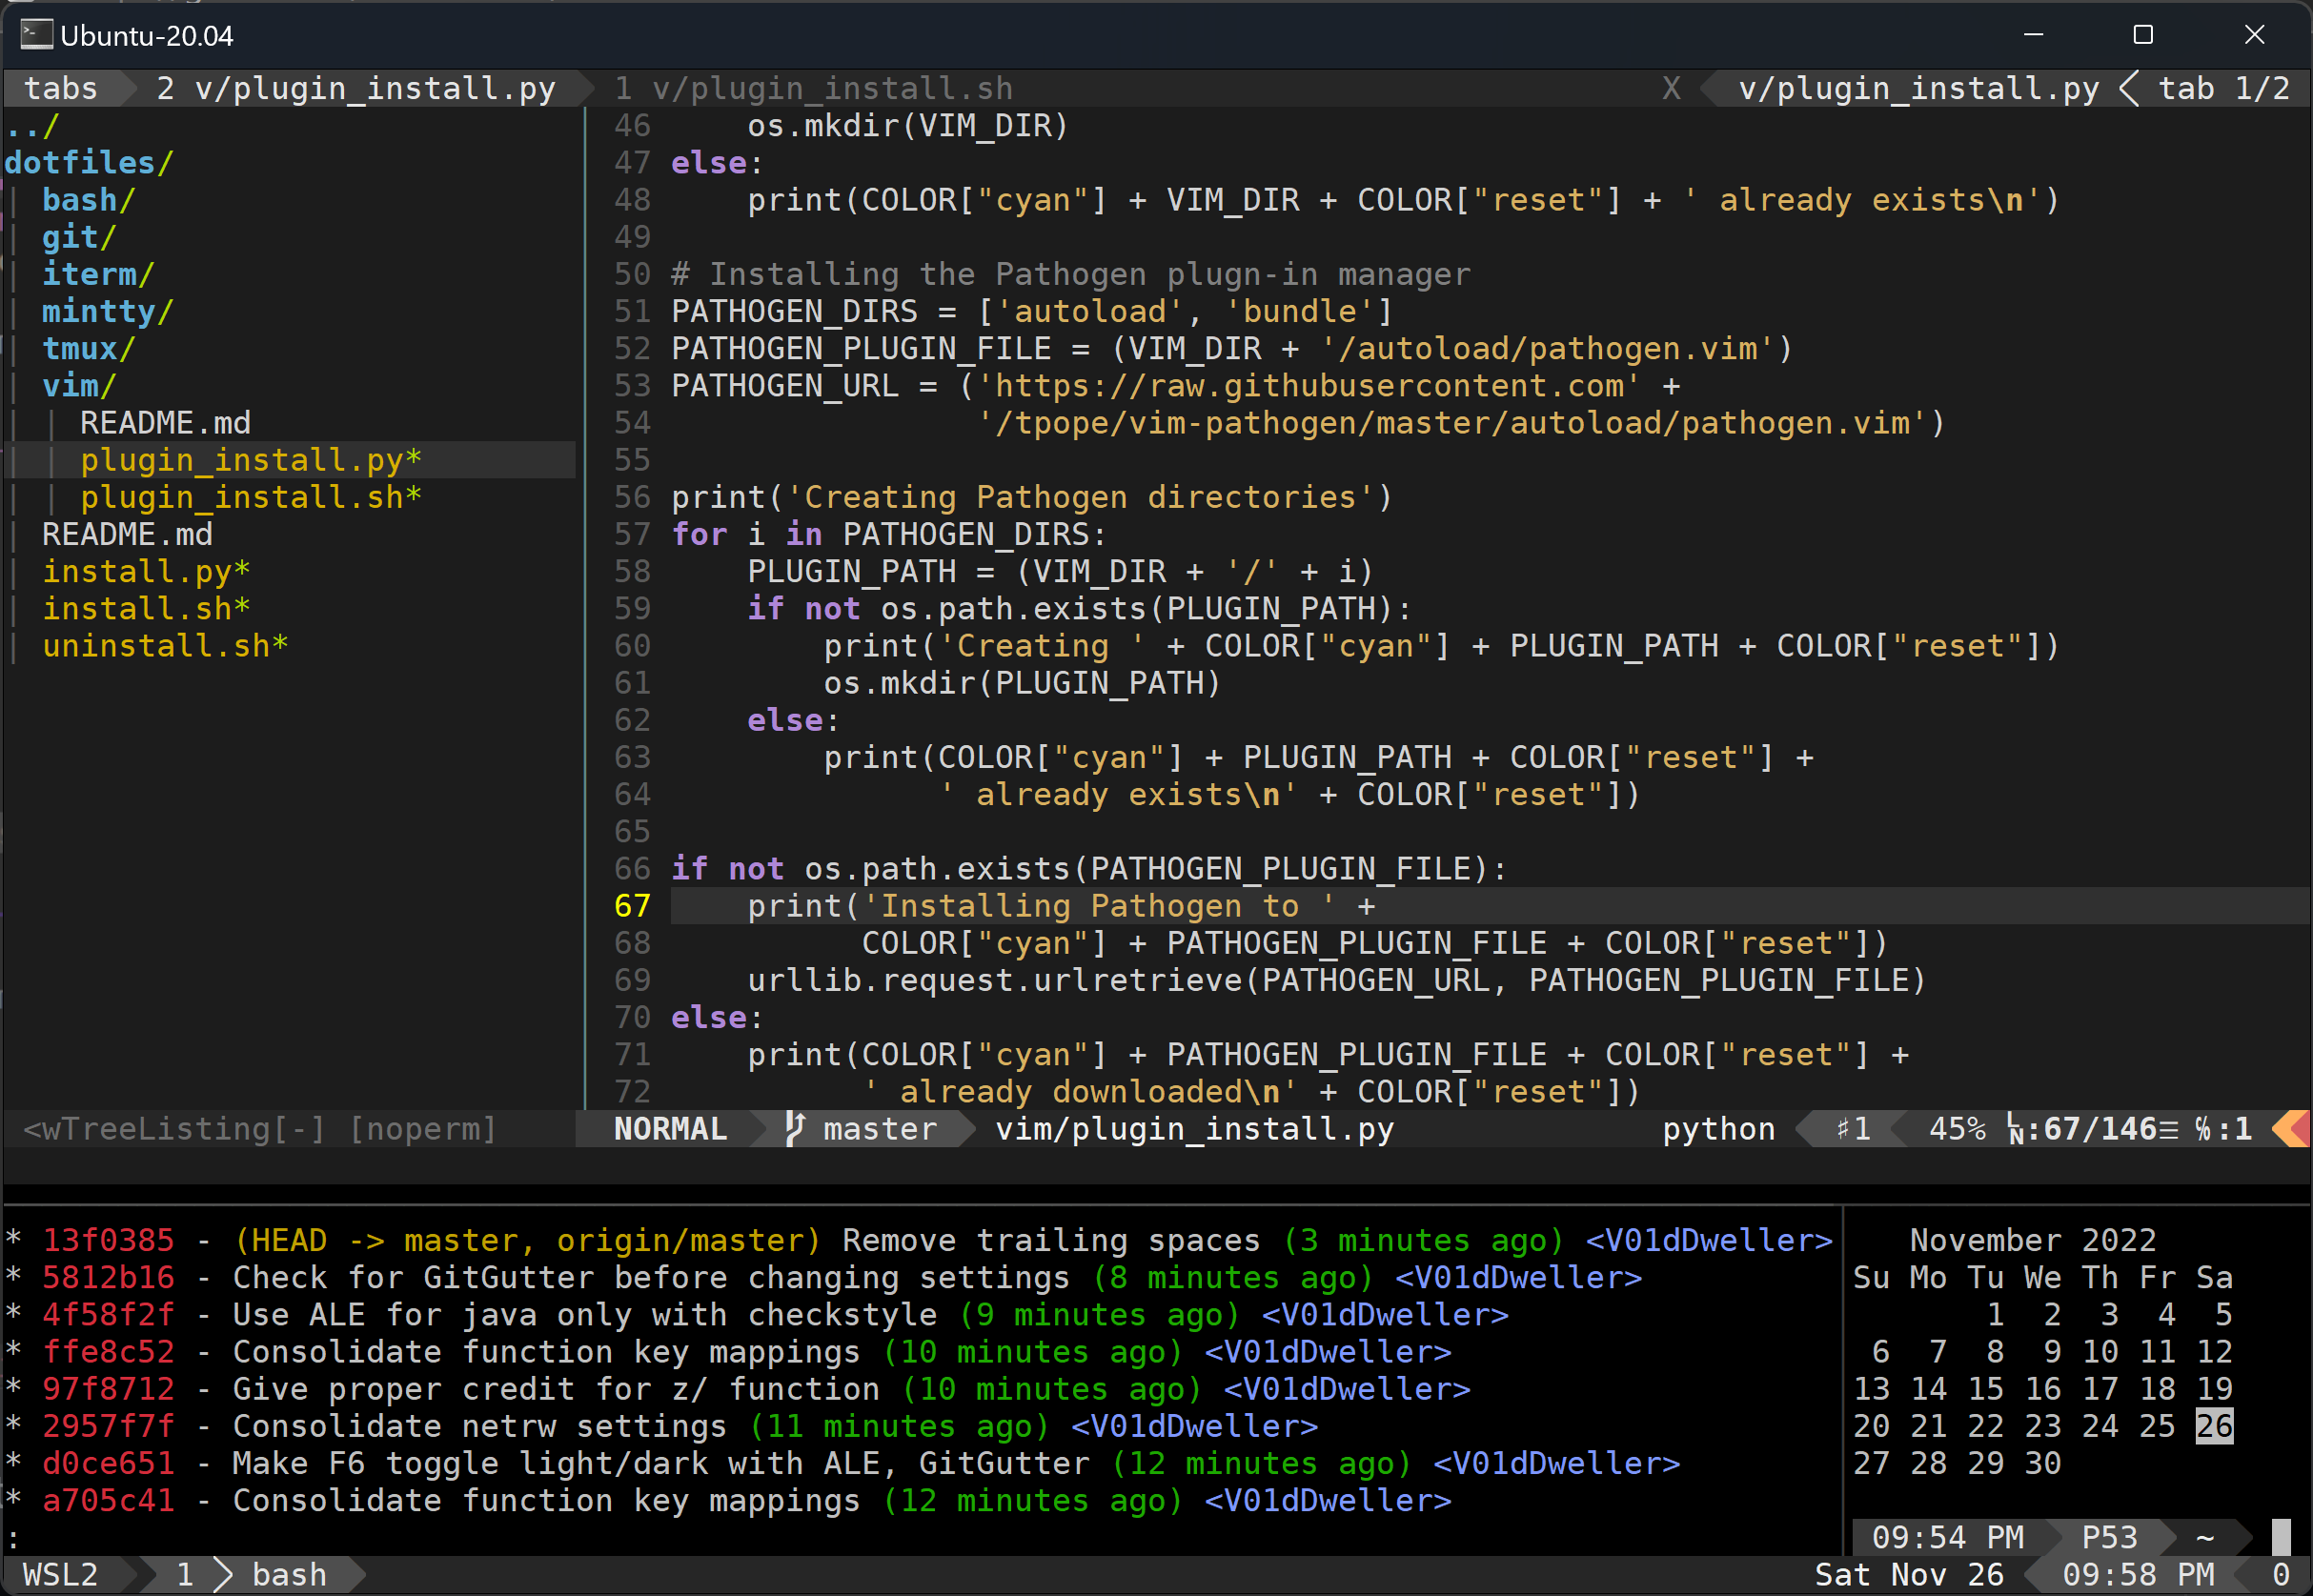 Ubuntu-20.04
tabs 2 v/plugin_install.py 1 v/plugin_install.sh X v/plugin_install.py tab 1/2
../
dotfiles/
| bash/
| git/
| iterm/
| mintty/
| tmux/
| vim/
| | README.md
| | plugin_install.py*
| | plugin_install.sh*
| README.md
| install.py*
| install.sh*
| uninstall.sh*
46     os.mkdir(VIM_DIR)
47 else:
48     print(COLOR["cyan"] + VIM_DIR + COLOR["reset"] + ' already exists\n')
49
50 # Installing the Pathogen plugn-in manager
51 PATHOGEN_DIRS = ['autoload', 'bundle']
52 PATHOGEN_PLUGIN_FILE = (VIM_DIR + '/autoload/pathogen.vim')
53 PATHOGEN_URL = ('https://raw.githubusercontent.com' +
54                 '/tpope/vim-pathogen/master/autoload/pathogen.vim')
55
56 print('Creating Pathogen directories')
57 for i in PATHOGEN_DIRS:
58     PLUGIN_PATH = (VIM_DIR + '/' + i)
59     if not os.path.exists(PLUGIN_PATH):
60         print('Creating ' + COLOR["cyan"] + PLUGIN_PATH + COLOR["reset"])
61         os.mkdir(PLUGIN_PATH)
62     else:
63         print(COLOR["cyan"] + PLUGIN_PATH + COLOR["reset"] +
64               ' already exists\n' + COLOR["reset"])
65
66 if not os.path.exists(PATHOGEN_PLUGIN_FILE):
67     print('Installing Pathogen to ' +
68           COLOR["cyan"] + PATHOGEN_PLUGIN_FILE + COLOR["reset"])
69     urllib.request.urlretrieve(PATHOGEN_URL, PATHOGEN_PLUGIN_FILE)
70 else:
71     print(COLOR["cyan"] + PATHOGEN_PLUGIN_FILE + COLOR["reset"] +
72           ' already downloaded\n' + COLOR["reset"])
<wTreeListing[-] [noperm] NORMAL master vim/plugin_install.py python ♯1 45% ␤:67/146☰ ℅:1
* 13f0385 - (HEAD -> master, origin/master) Remove trailing spaces (3 minutes ago) <V01dDweller>
* 5812b16 - Check for GitGutter before changing settings (8 minutes ago) <V01dDweller>
* 4f58f2f - Use ALE for java only with checkstyle (9 minutes ago) <V01dDweller>
* ffe8c52 - Consolidate function key mappings (10 minutes ago) <V01dDweller>
* 97f8712 - Give proper credit for z/ function (10 minutes ago) <V01dDweller>
* 2957f7f - Consolidate netrw settings (11 minutes ago) <V01dDweller>
* d0ce651 - Make F6 toggle light/dark with ALE, GitGutter (12 minutes ago) <V01dDweller>
* a705c41 - Consolidate function key mappings (12 minutes ago) <V01dDweller>
:
November 2022
Su Mo Tu We Th Fr Sa
1 2 3 4 5
6 7 8 9 10 11 12
13 14 15 16 17 18 19
20 21 22 23 24 25 26
27 28 29 30
09:54 PM P53 ~
WSL2 1 bash Sat Nov 26 09:58 PM 0